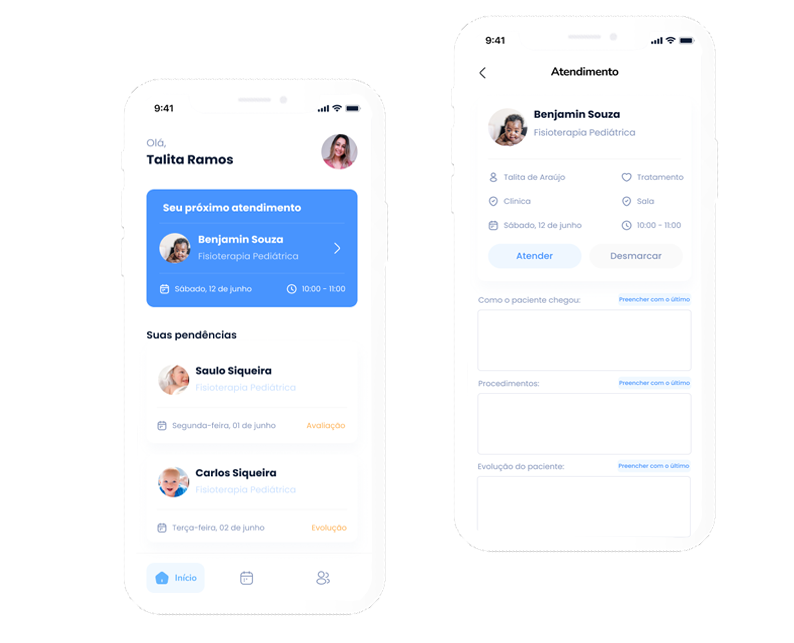 9:41
Olá,
Talita Ramos
Seu próximo atendimento
Benjamin Souza
Fisioterapia Pediátrica
Sábado, 12 de junho
10:00 - 11:00
Suas pendências
Saulo Siqueira
Fisioterapia Pediátrica
Segunda-feira, 01 de junho
Avaliação
Carlos Siqueira
Fisioterapia Pediátrica
Terça-feira, 02 de junho
Evolução
Início
9:41
Atendimento
Benjamin Souza
Fisioterapia Pediátrica
Talita de Araújo
Tratamento
Clinica
Sala
Sábado, 12 de junho
10:00 - 11:00
Atender
Desmarcar
Como o paciente chegou:
Preencher com o último
Procedimentos:
Preencher com o último
Evolução do paciente:
Preencher com o último